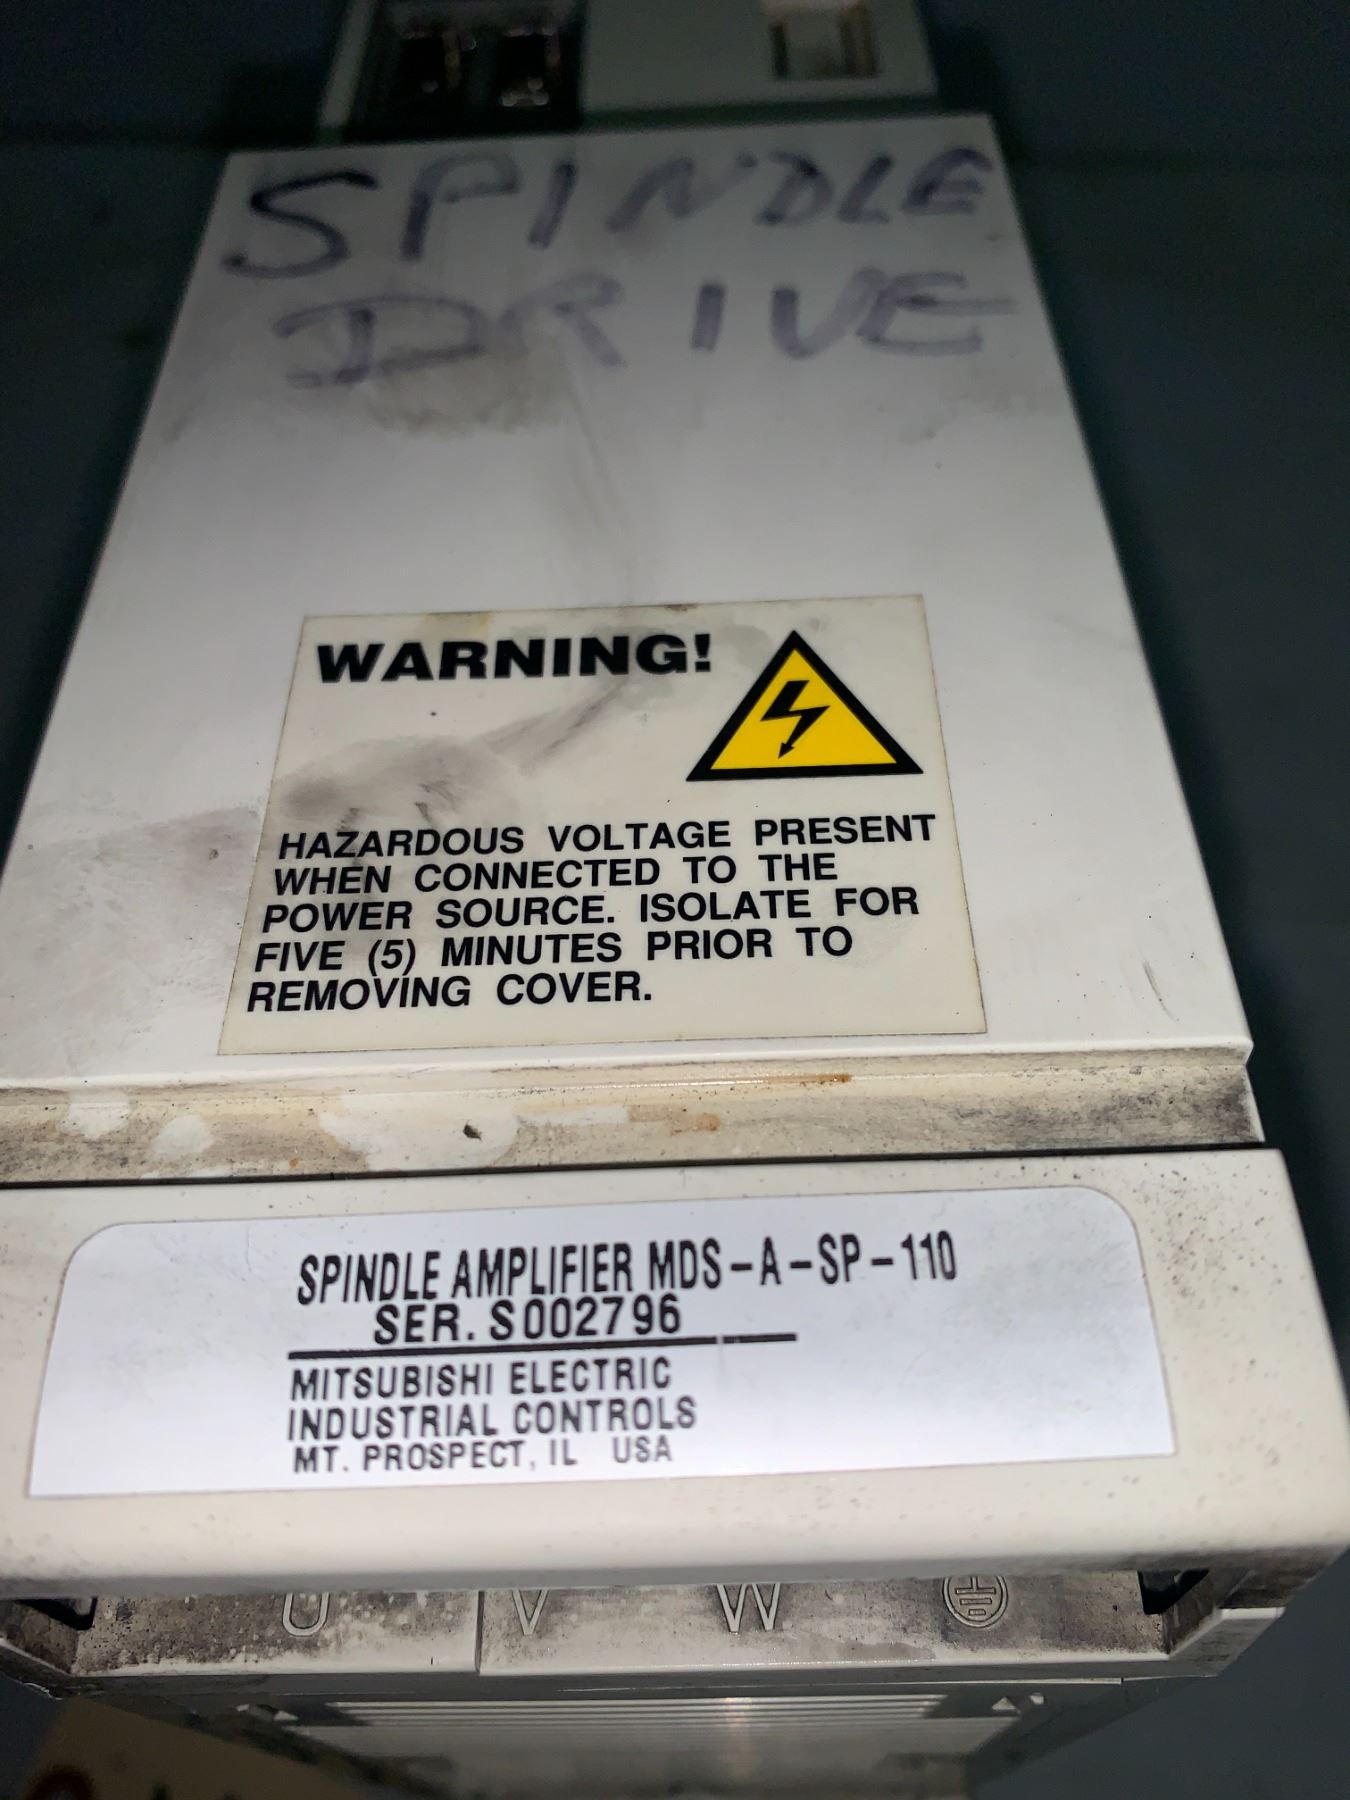 SPINDLE
DRIVE
WARNING!
HAZARDOUS VOLTAGE PRESENT
WHEN CONNECTED TO THE
POWER SOURCE. ISOLATE FOR
FIVE (5) MINUTES PRIOR TO
REMOVING COVER.
SPINDLE AMPLIFIER MDS-A-SP-110
SER. S002796
MITSUBISHI ELECTRIC
INDUSTRIAL CONTROLS
MT. PROSPECT, IL USA
U V W